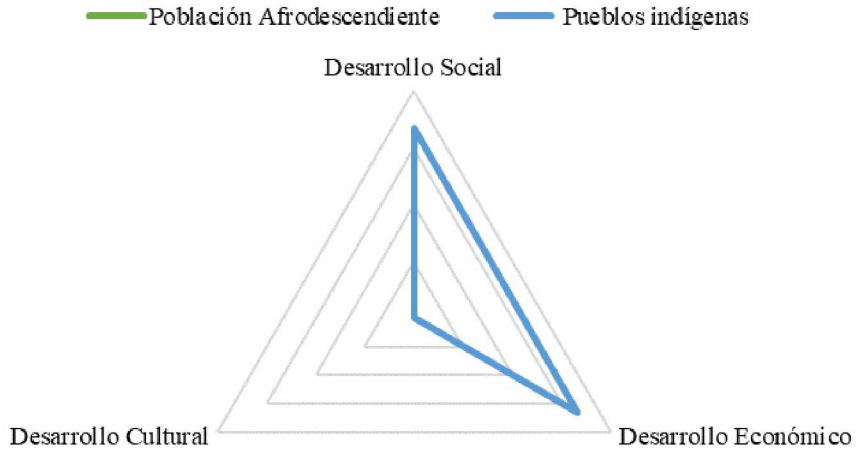 Población Afrodescendiente Pueblos indígenas
Desarrollo Social
Desarrollo Cultural Desarrollo Económico